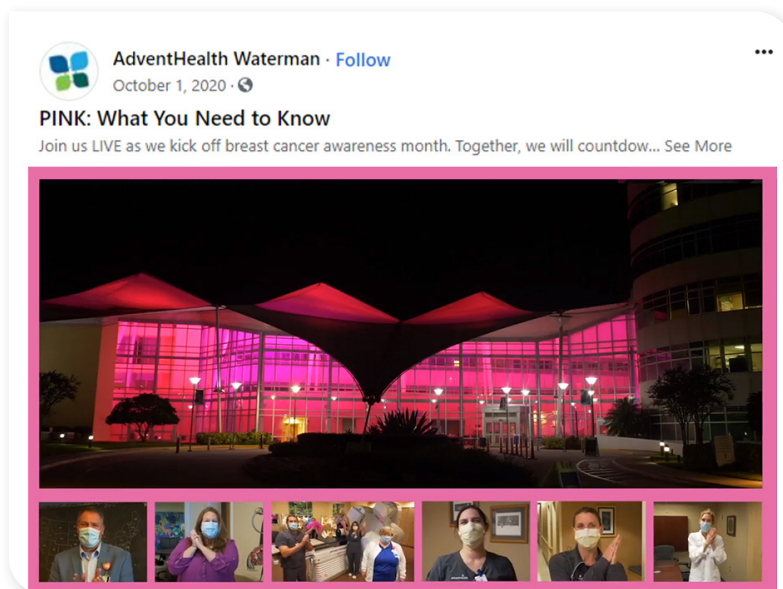 AdventHealth Waterman · Follow
October 1, 2020 ·
PINK: What You Need to Know
Join us LIVE as we kick off breast cancer awareness month. Together, we will countdow... See More